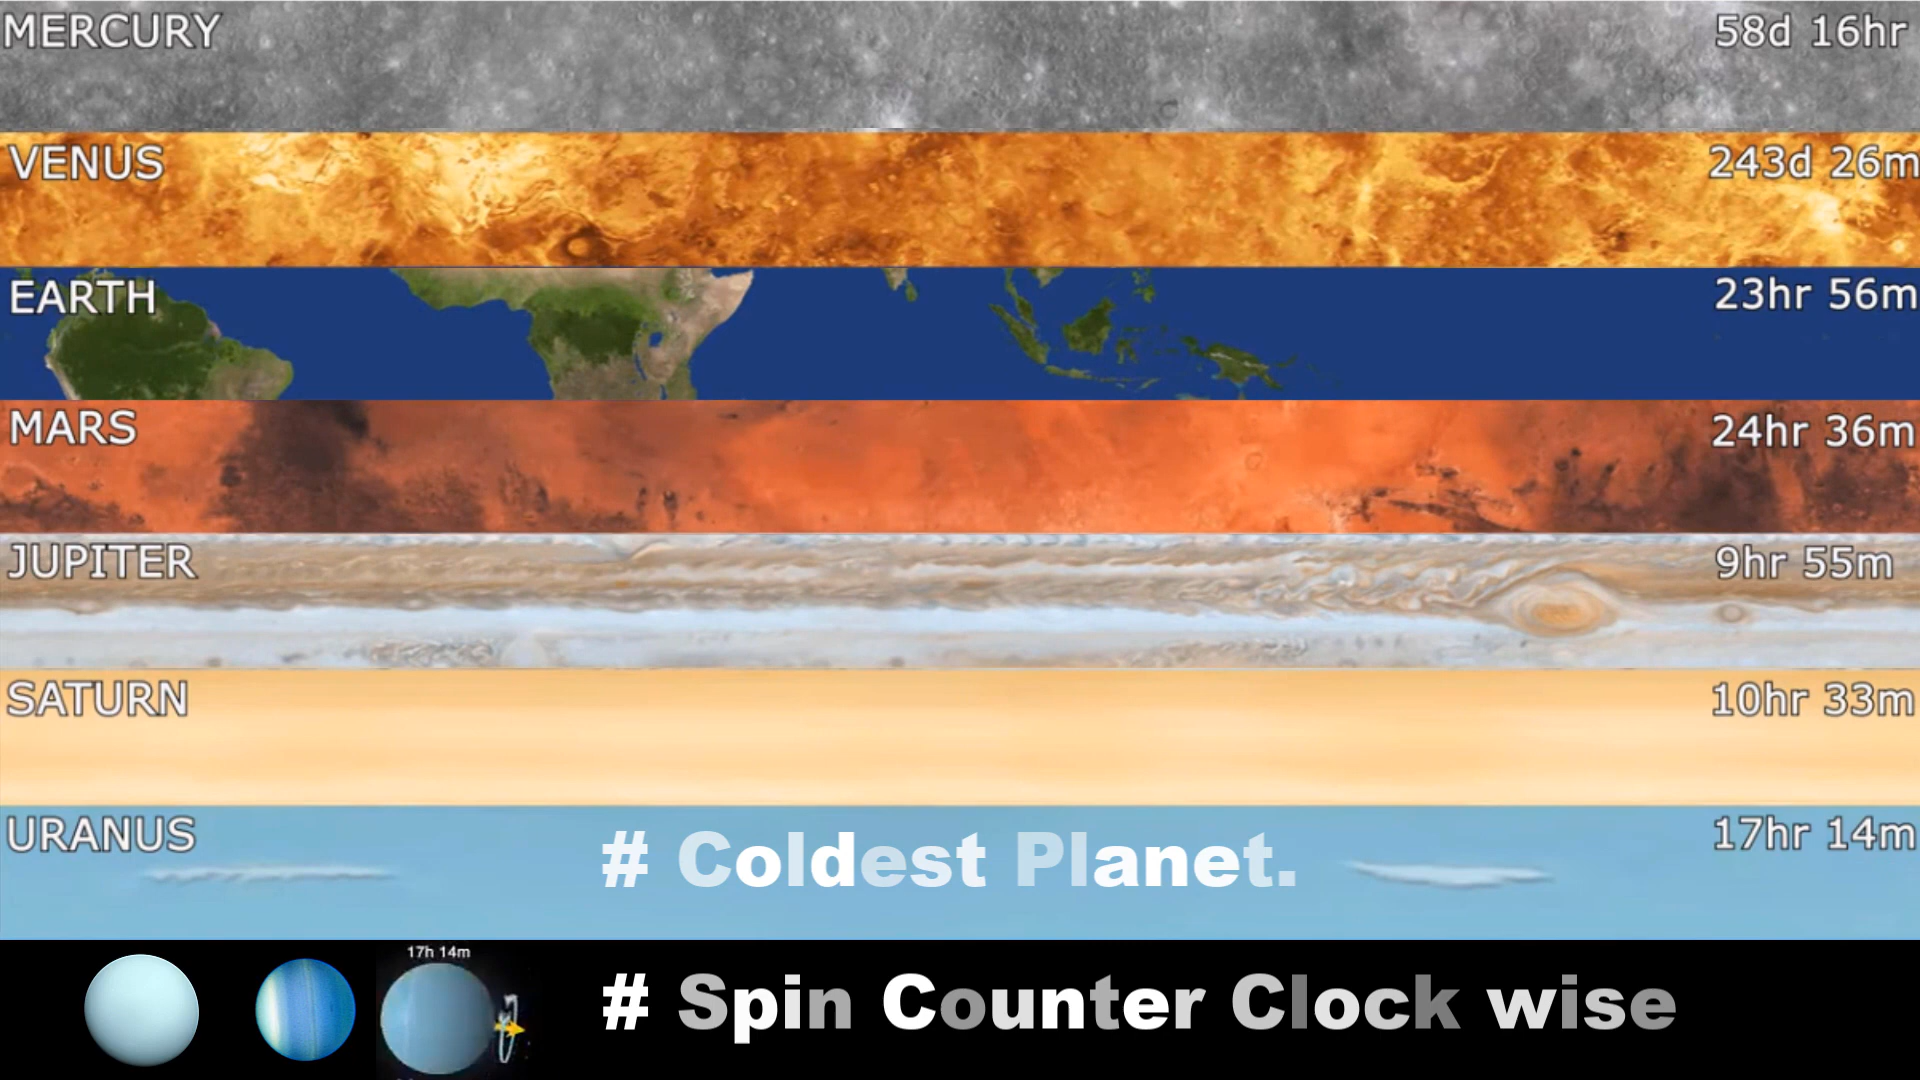 MERCURY 58d 16hr
VENUS 243d 26m
EARTH 23hr 56m
MARS 24hr 36m
JUPITER 9hr 55m
SATURN 10hr 33m
URANUS # Coldest Planet. 17hr 14m
17h 14m
# Spin Counter Clock wise